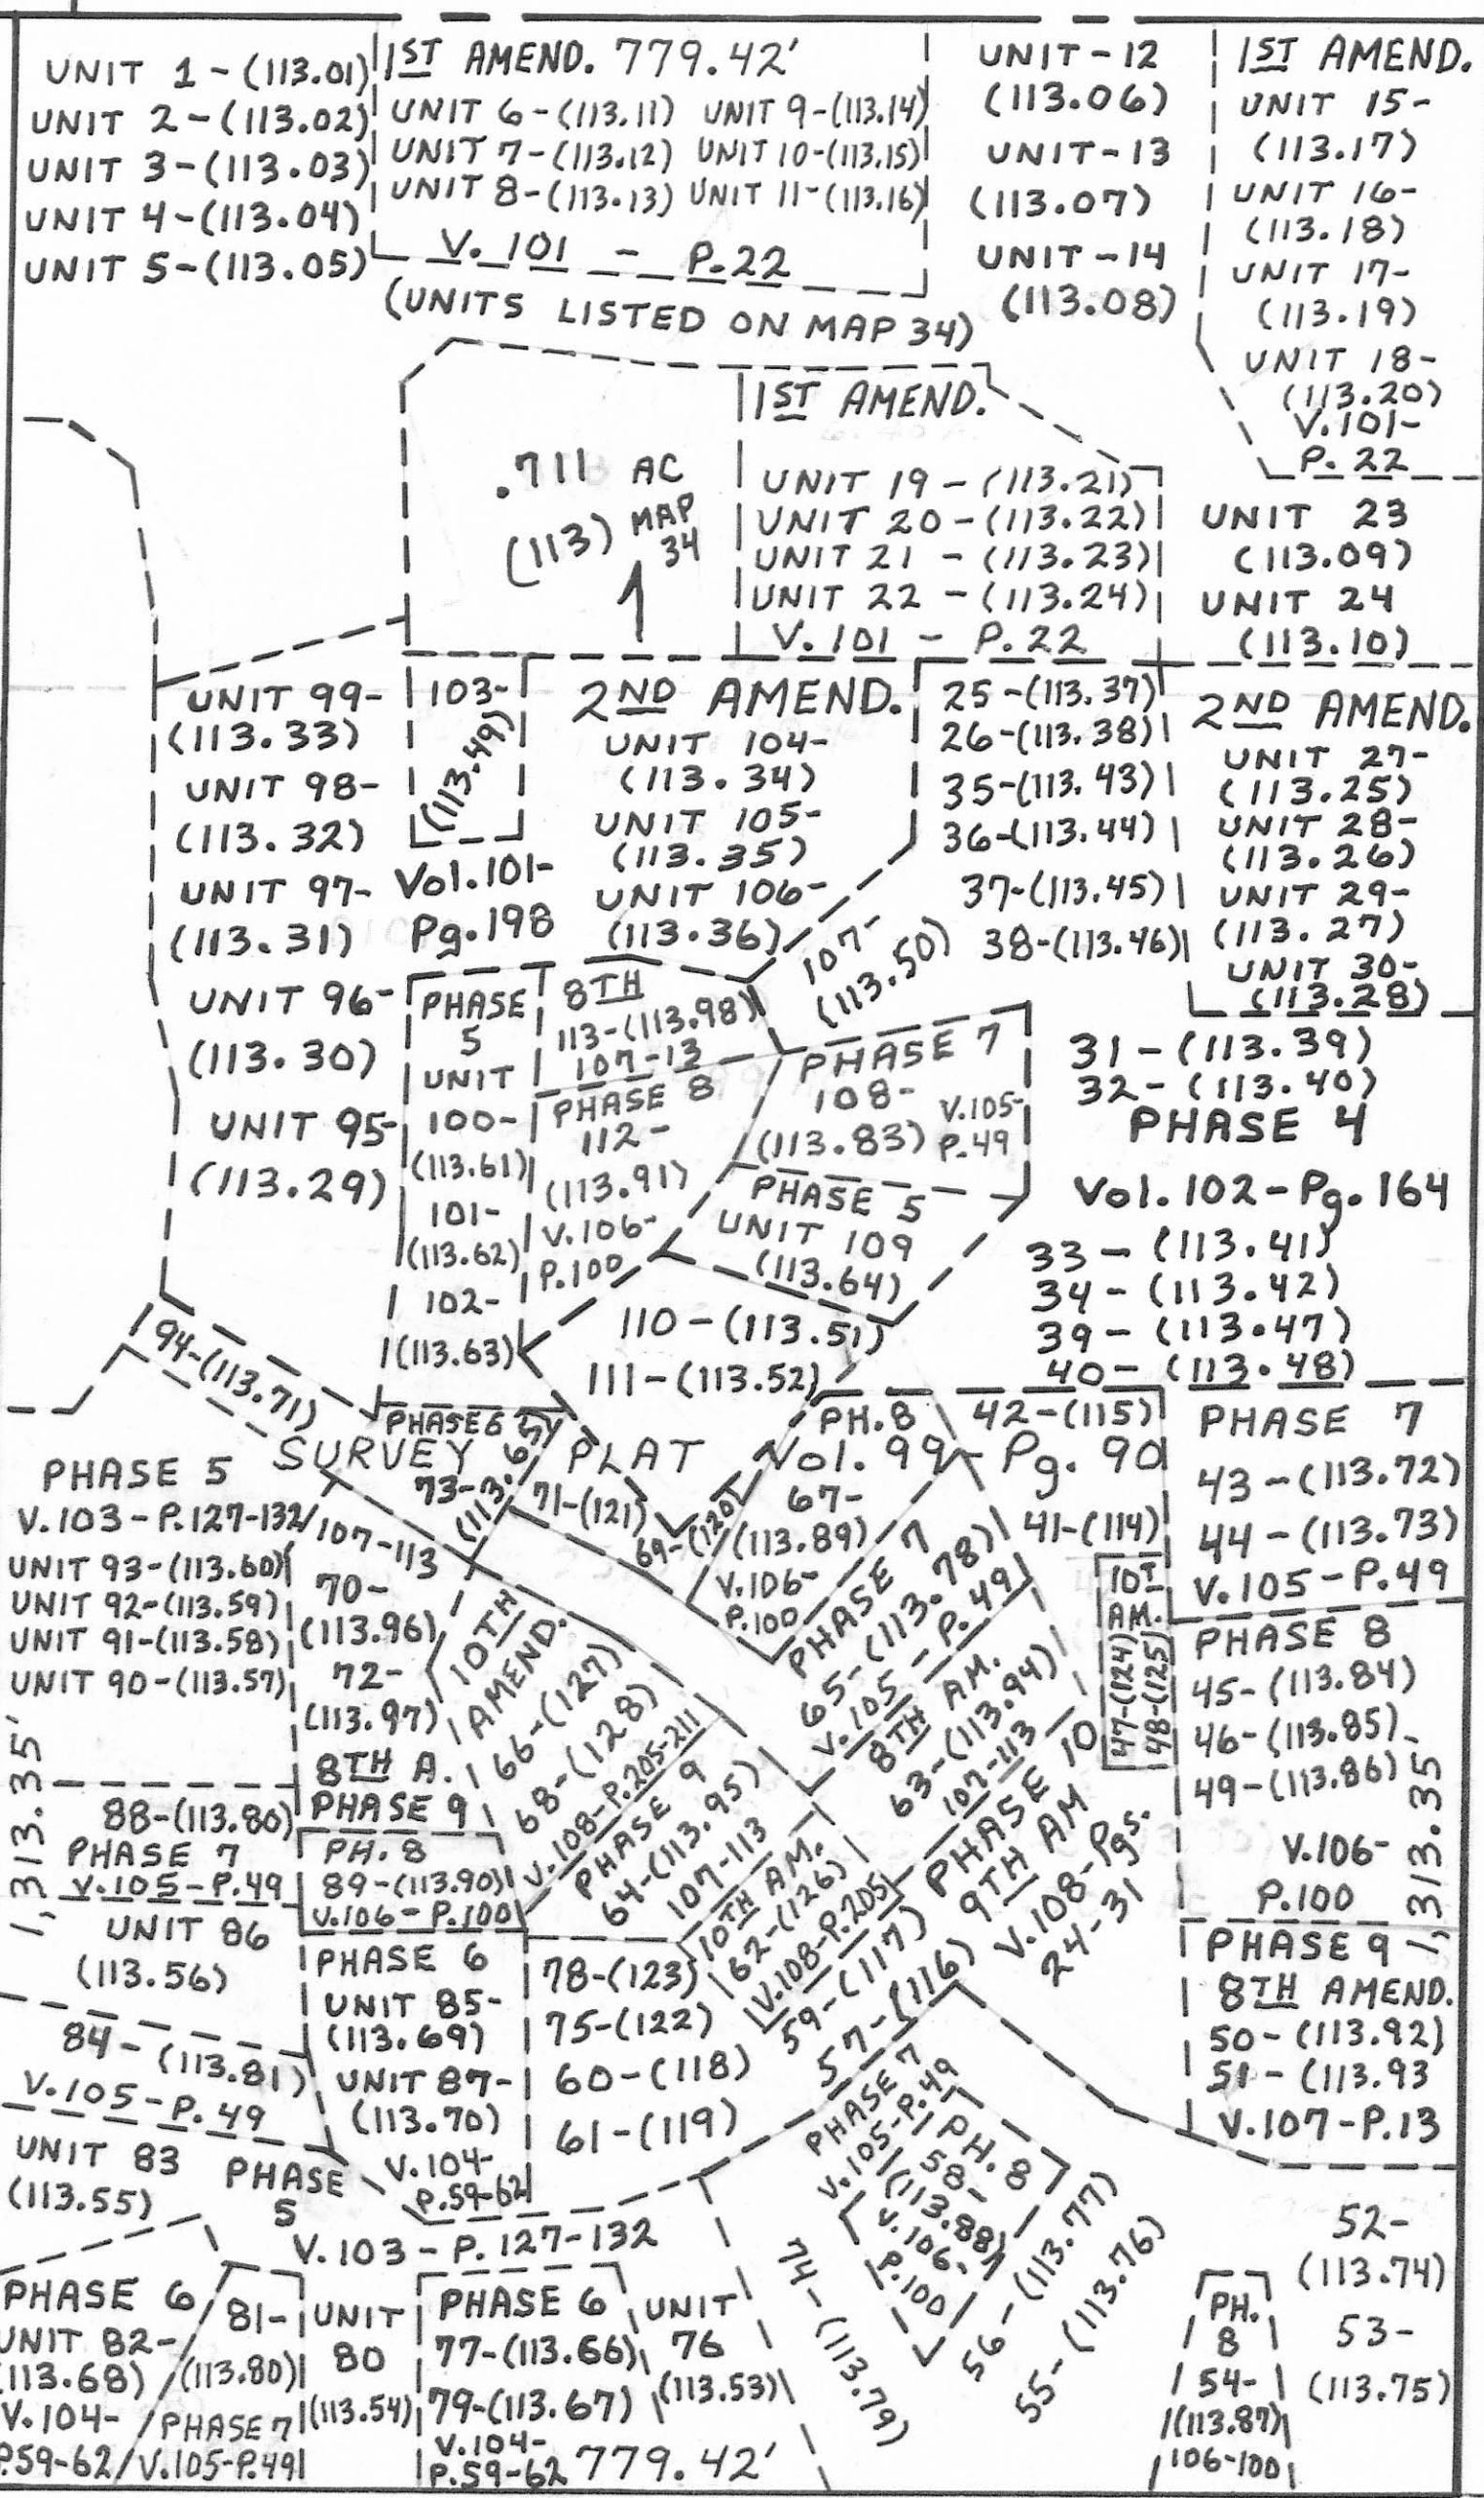 UNIT 1-(113.01)
UNIT 2-(113.02)
UNIT 3-(113.03)
UNIT 4-(113.04)
UNIT 5-(113.05)
1ST AMEND. 779.42'
UNIT 6-(113.11) UNIT 9-(113.14)
UNIT 7-(113.12) UNIT 10-(113.15)
UNIT 8-(113.13) UNIT 11-(113.16)
V. 101 - P.22
(UNITS LISTED ON MAP 34)
UNIT-12
(113.06)
UNIT-13
(113.07)
UNIT-14
(113.08)
1ST AMEND.
UNIT 15-
(113.17)
UNIT 16-
(113.18)
UNIT 17-
(113.19)
UNIT 18-
(113.20)
V.101-
P.22
.711 AC
(113) MAP
34
1ST AMEND.
UNIT 19-(113.21)
UNIT 20-(113.22)
UNIT 21-(113.23)
UNIT 22-(113.24)
V.101 - P.22
UNIT 23
(113.09)
UNIT 24
(113.10)
UNIT 99-
(113.33)
UNIT 98-
(113.32)
UNIT 97-
(113.31)
UNIT 96-
(113.30)
UNIT 95-
(113.29)
103-
(113.49)
Vol.101-
Pg.198
2ND AMEND.
UNIT 104-
(113.34)
UNIT 105-
(113.35)
UNIT 106-
(113.36)
25-(113.37)
26-(113.38)
35-(113.43)
36-(113.44)
37-(113.45)
38-(113.46)
107-
(113.50)
2ND AMEND.
UNIT 27-
(113.25)
UNIT 28-
(113.26)
UNIT 29-
(113.27)
UNIT 30-
(113.28)
PHASE
5
UNIT
100-
(113.61)
101-
(113.62)
102-
(113.63)
8TH
113-(113.98)
107-13
PHASE 8
112-
(113.91)
V.106-
P.100
PHASE 7
108-
(113.83)
V.105-
P.49
PHASE 5
UNIT 109
(113.64)
110-(113.51)
111-(113.52)
31-(113.39)
32-(113.40)
PHASE 4
Vol.102-Pg.164
33-(113.41)
34-(113.42)
39-(113.47)
40-(113.48)
94-(113.71)
SURVEY PLAT Vol. 99 - Pg. 90
PHASE 6
73-(113.65)
71-(121)
69-(120)
PH.8
67-
(113.89)
V.106-
P.100
42-(115)
41-(114)
PHASE 7
43-(113.72)
44-(113.73)
V.105-P.49
PHASE 5
V.103-P.127-132
UNIT 93-(113.60)
UNIT 92-(113.59)
UNIT 91-(113.58)
UNIT 90-(113.57)
107-113
70-
(113.96)
72-
(113.97)
8TH A.
PHASE 9
10TH
AMEND.
66-(127)
68-(128)
V.108-P.205-211
PHASE 7
65-(113.78)
V.105-P.49
8TH AM.
63-(113.94)
107-113
10T
AM.
47-(124)
48-(125)
PHASE 8
45-(113.84)
46-(113.85)
49-(113.86)
V.106-
P.100
1,313.35'
1,313.35
88-(113.80)
PHASE 7
V.105-P.49
PH.8
89-(113.90)
V.106-P.100
PHASE 9
64-(113.95)
107-113
10TH AM.
62-(126)
V.108-P.205
PHASE 10
9TH AM
V.108-Pgs.
24-31
UNIT 86
(113.56)
PHASE 6
UNIT 85-
(113.69)
UNIT 87-
(113.70)
V.104-
P.59-62
78-(123)
75-(122)
60-(118)
61-(119)
59-(117)
57-(116)
PHASE 9
8TH AMEND.
50-(113.92)
51-(113.93
V.107-P.13
84-(113.81)
V.105-P.49
UNIT 83
(113.55)
PHASE
5
V.103-P.127-132
PHASE 7
V.105-P.49
PH.8
58-
(113.88)
V.106,
P.100
74-(113.79)
56-(113.77)
55-(113.76)
52-
(113.74)
53-
(113.75)
PH.
8
54-
(113.87)
106-100
PHASE 6
UNIT 82-
(113.68)
V.104-
P.59-62
81-
(113.80)
PHASE 7
V.105-P.49
UNIT
80
(113.54)
PHASE 6
77-(113.66)
79-(113.67)
V.104-
P.59-62
UNIT
76
(113.53)
779.42'